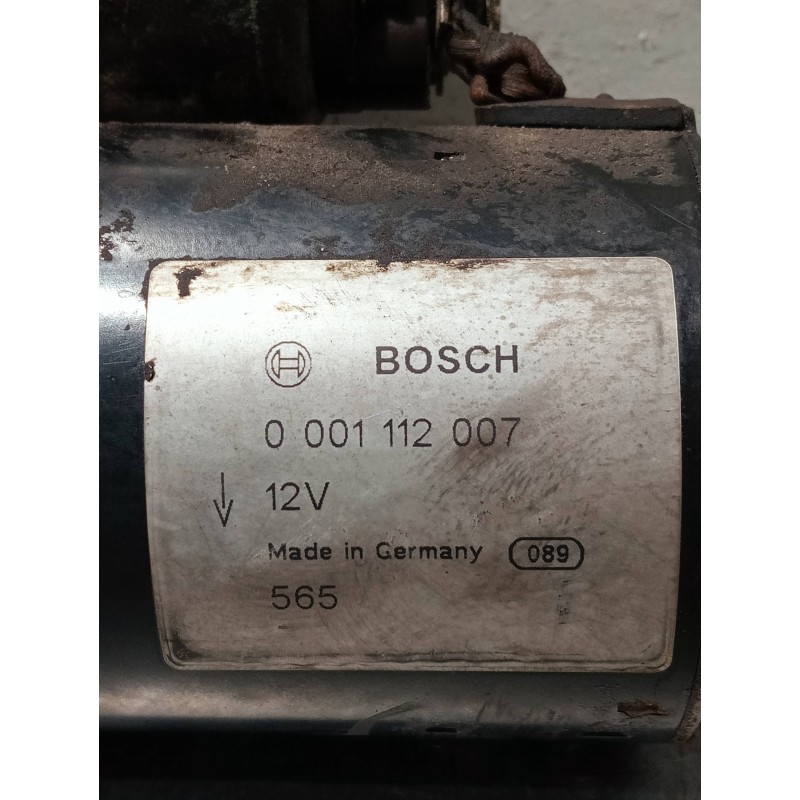 BOSCH
0 001 112 007
12V
Made in Germany 089
565